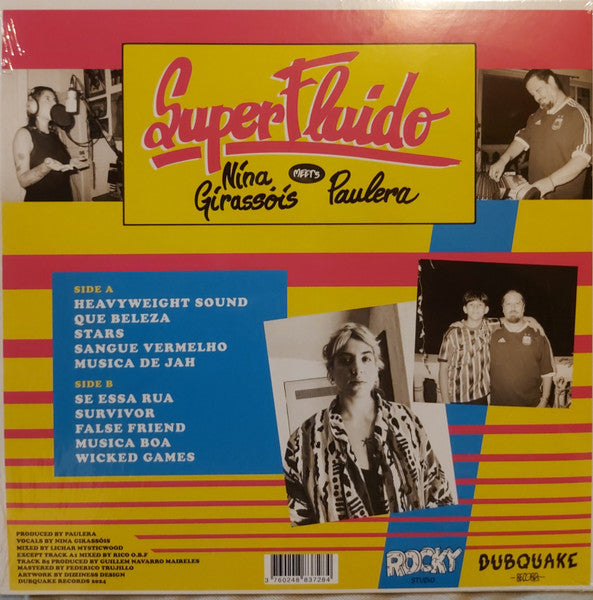 SuperFluido
Nina
Girassóis
MEETS
Paulera
SIDE A
HEAVYWEIGHT SOUND
QUE BELEZA
STARS
SANGUE VERMELHO
MUSICA DE JAH
SIDE B
SE ESSA RUA
SURVIVOR
FALSE FRIEND
MUSICA BOA
WICKED GAMES
PRODUCED BY PAULERA
VOCALS BY NINA GIRASSÓIS
MIXED BY LICHAR MYSTICWOOD
EXCEPT TRACK A1 MIXED BY RICO O.B.F
TRACK B5 PRODUCED BY GUILLEM NAVARRO MAIRELES
MASTERED BY FEDERICO TRUJILLO
ARTWORK BY DIZZINESS DESIGN
DUBQUAKE RECORDS 2024
3 760248 837284
ROCKY
STUDIO
DUBQUAKE
RECORDS